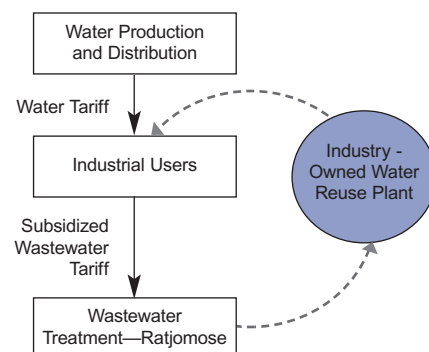 Water Production
and Distribution
Water Tariff
Industrial Users
Industry -
Owned Water
Reuse Plant
Subsidized
Wastewater
Tariff
Wastewater
Treatment—Ratjomose